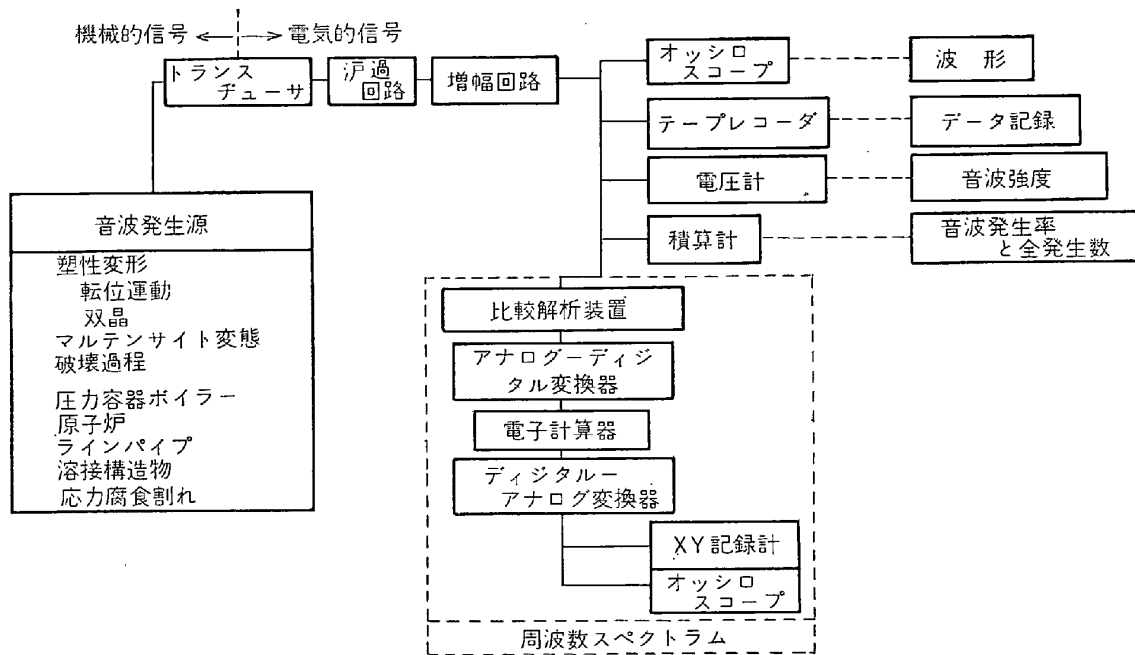 機械的信号 ← → 電気的信号
トランス
デューサ
沪過
回路
増幅回路
オッシロ
スコープ
波 形
テープレコーダ
データ記録
電圧計
音波強度
積算計
音波発生率
と全発生数
音波発生源
塑性変形
転位運動
双晶
マルテンサイト変態
破壊過程
圧力容器ボイラー
原子炉
ラインパイプ
溶接構造物
応力腐食割れ
比較解析装置
アナログーディジ
タル変換器
電子計算器
ディジタルー
アナログ変換器
XY記録計
オッシロ
スコープ
周波数スペクトラム